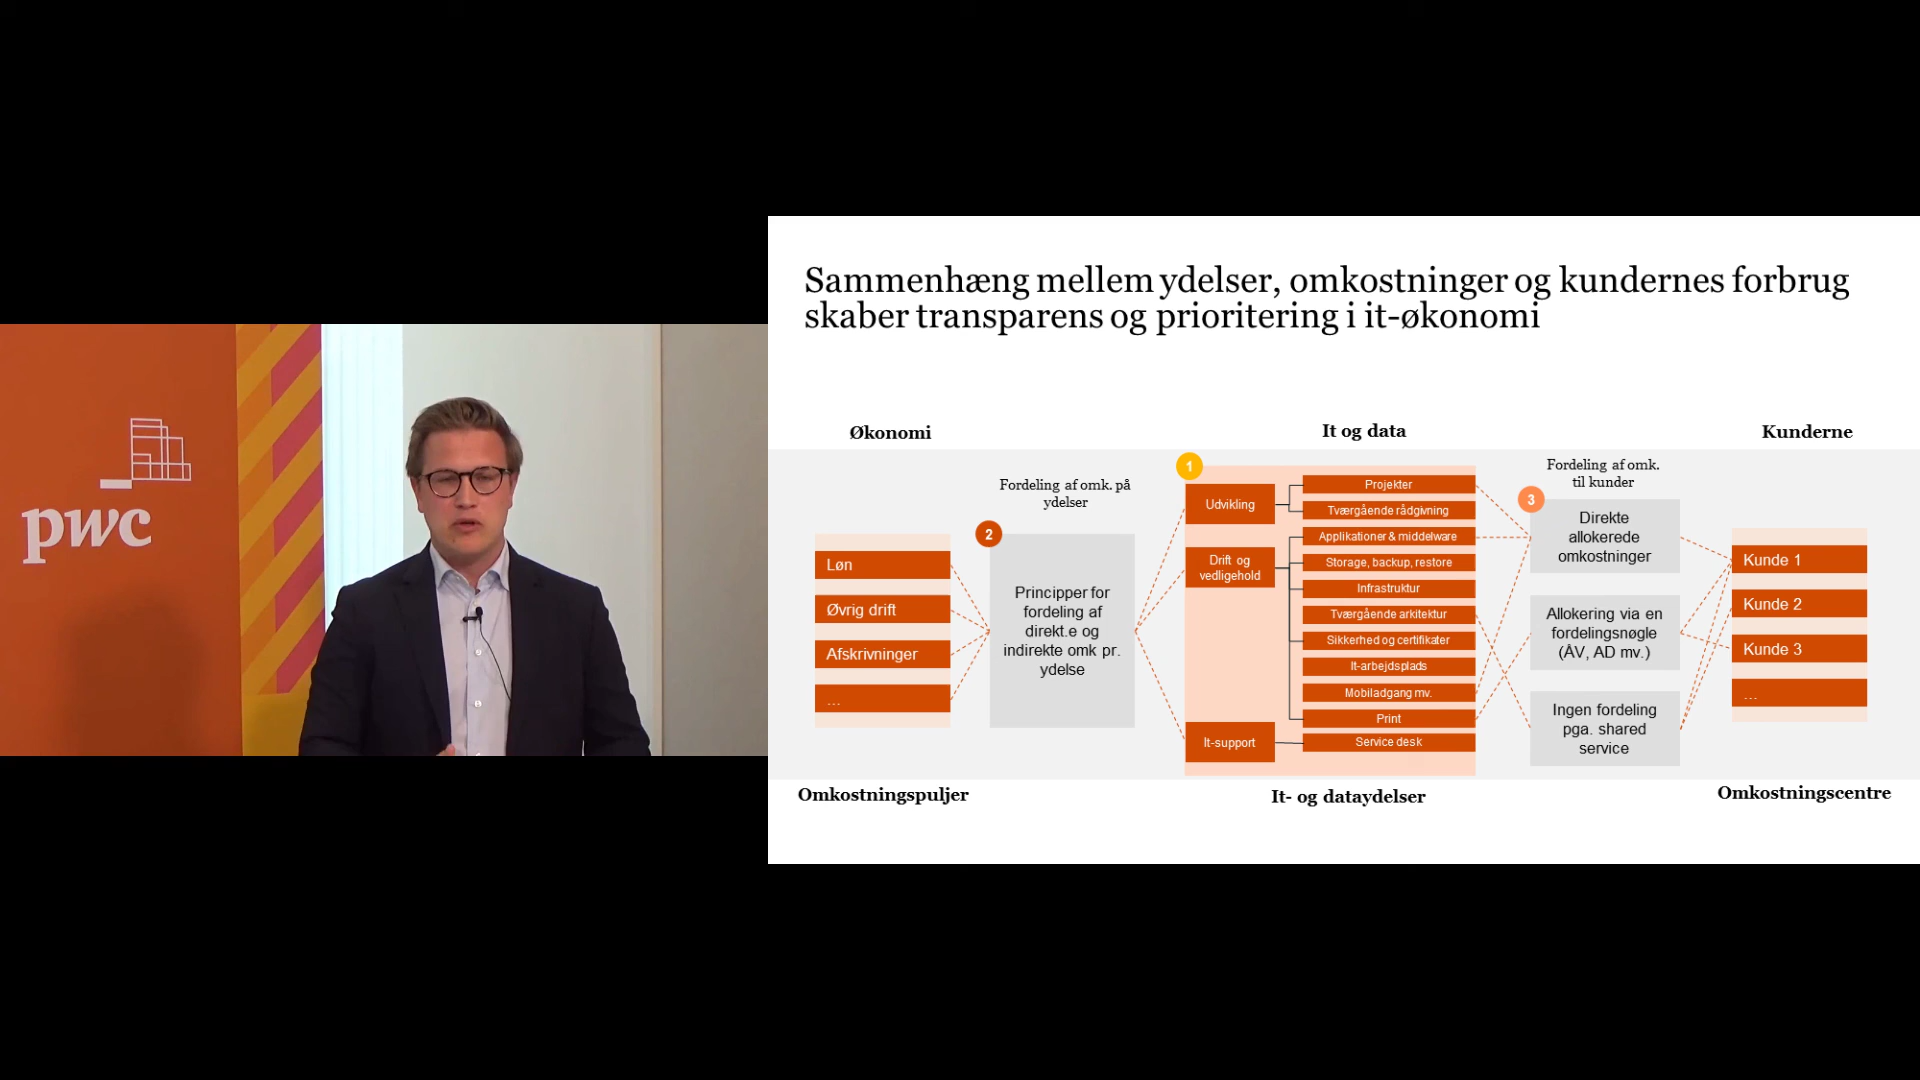 pwc
Sammenhæng mellem ydelser, omkostninger og kundernes forbrug
skaber transparens og prioritering i it-økonomi
Økonomi
It og data
Kunderne
Løn
Øvrig drift
Afskrivninger
...
Fordeling af omk. på
ydelser
2
Principper for
fordeling af
direkt.e og
indirekte omk pr.
ydelse
1
Udvikling
Drift og
vedligehold
It-support
Projekter
Tværgående rådgivning
Applikationer & middelware
Storage, backup, restore
Infrastruktur
Tværgående arkitektur
Sikkerhed og certifikater
It-arbejdsplads
Mobiladgang mv.
Print
Service desk
Fordeling af omk.
til kunder
3
Direkte
allokerede
omkostninger
Allokering via en
fordelingsnøgle
(ÅV, AD mv.)
Ingen fordeling
pga. shared
service
Kunde 1
Kunde 2
Kunde 3
...
Omkostningspuljer
It- og dataydelser
Omkostningscentre